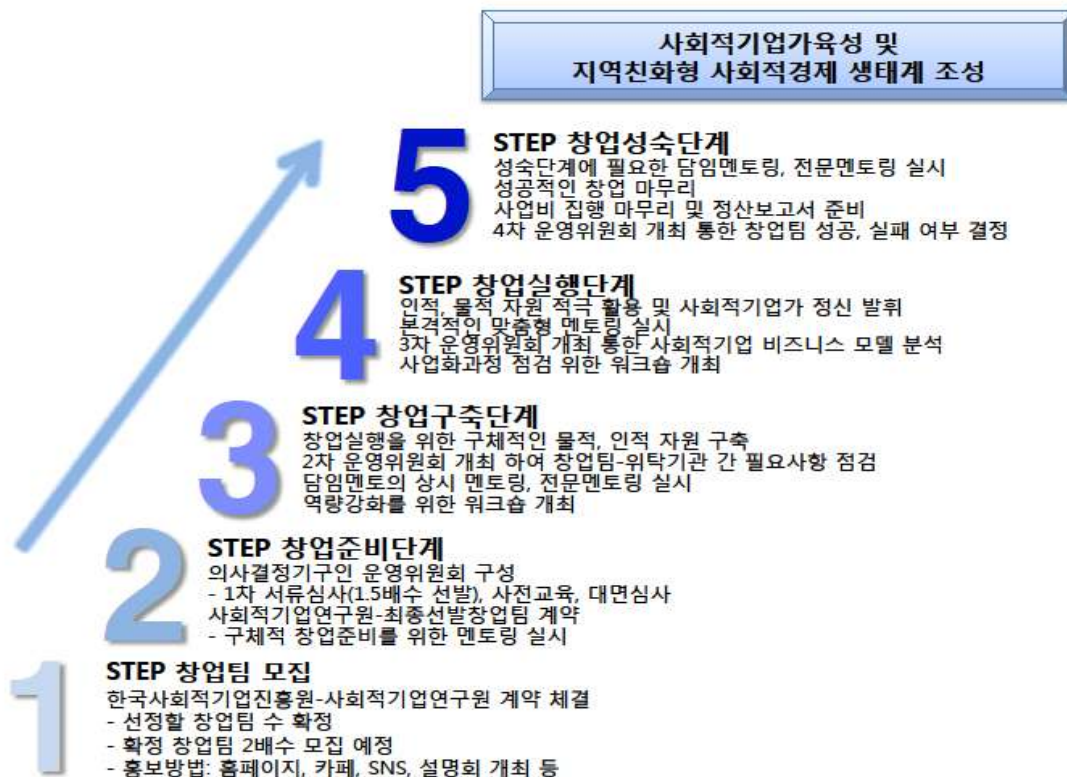 사회적기업가육성 및
지역친화형 사회적경제 생태계 조성
5
STEP 창업성숙단계
성숙단계에 필요한 담임멘토링, 전문멘토링 실시
성공적인 창업 마무리
사업비 집행 마무리 및 정산보고서 준비
4차 운영위원회 개최 통한 창업팀 성공, 실패 여부 결정
4
STEP 창업실행단계
인적, 물적 자원 적극 활용 및 사회적기업가 정신 발휘
본격적인 맞춤형 멘토링 실시
3차 운영위원회 개최 통한 사회적기업 비즈니스 모델 분석
사업화과정 점검 위한 워크숍 개최
3
STEP 창업구축단계
창업실행을 위한 구체적인 물적, 인적 자원 구축
2차 운영위원회 개최 하여 창업팀-위탁기관 간 필요사항 점검
담임멘토의 상시 멘토링, 전문멘토링 실시
역량강화를 위한 워크숍 개최
2
STEP 창업준비단계
의사결정기구인 운영위원회 구성
- 1차 서류심사(1.5배수 선발), 사전교육, 대면심사
사회적기업연구원-최종선발창업팀 계약
- 구체적 창업준비를 위한 멘토링 실시
1
STEP 창업팀 모집
한국사회적기업진흥원-사회적기업연구원 계약 체결
- 선정할 창업팀 수 확정
- 확정 창업팀 2배수 모집 예정
- 홍보방법: 홈페이지, 카페, SNS, 설명회 개최 등